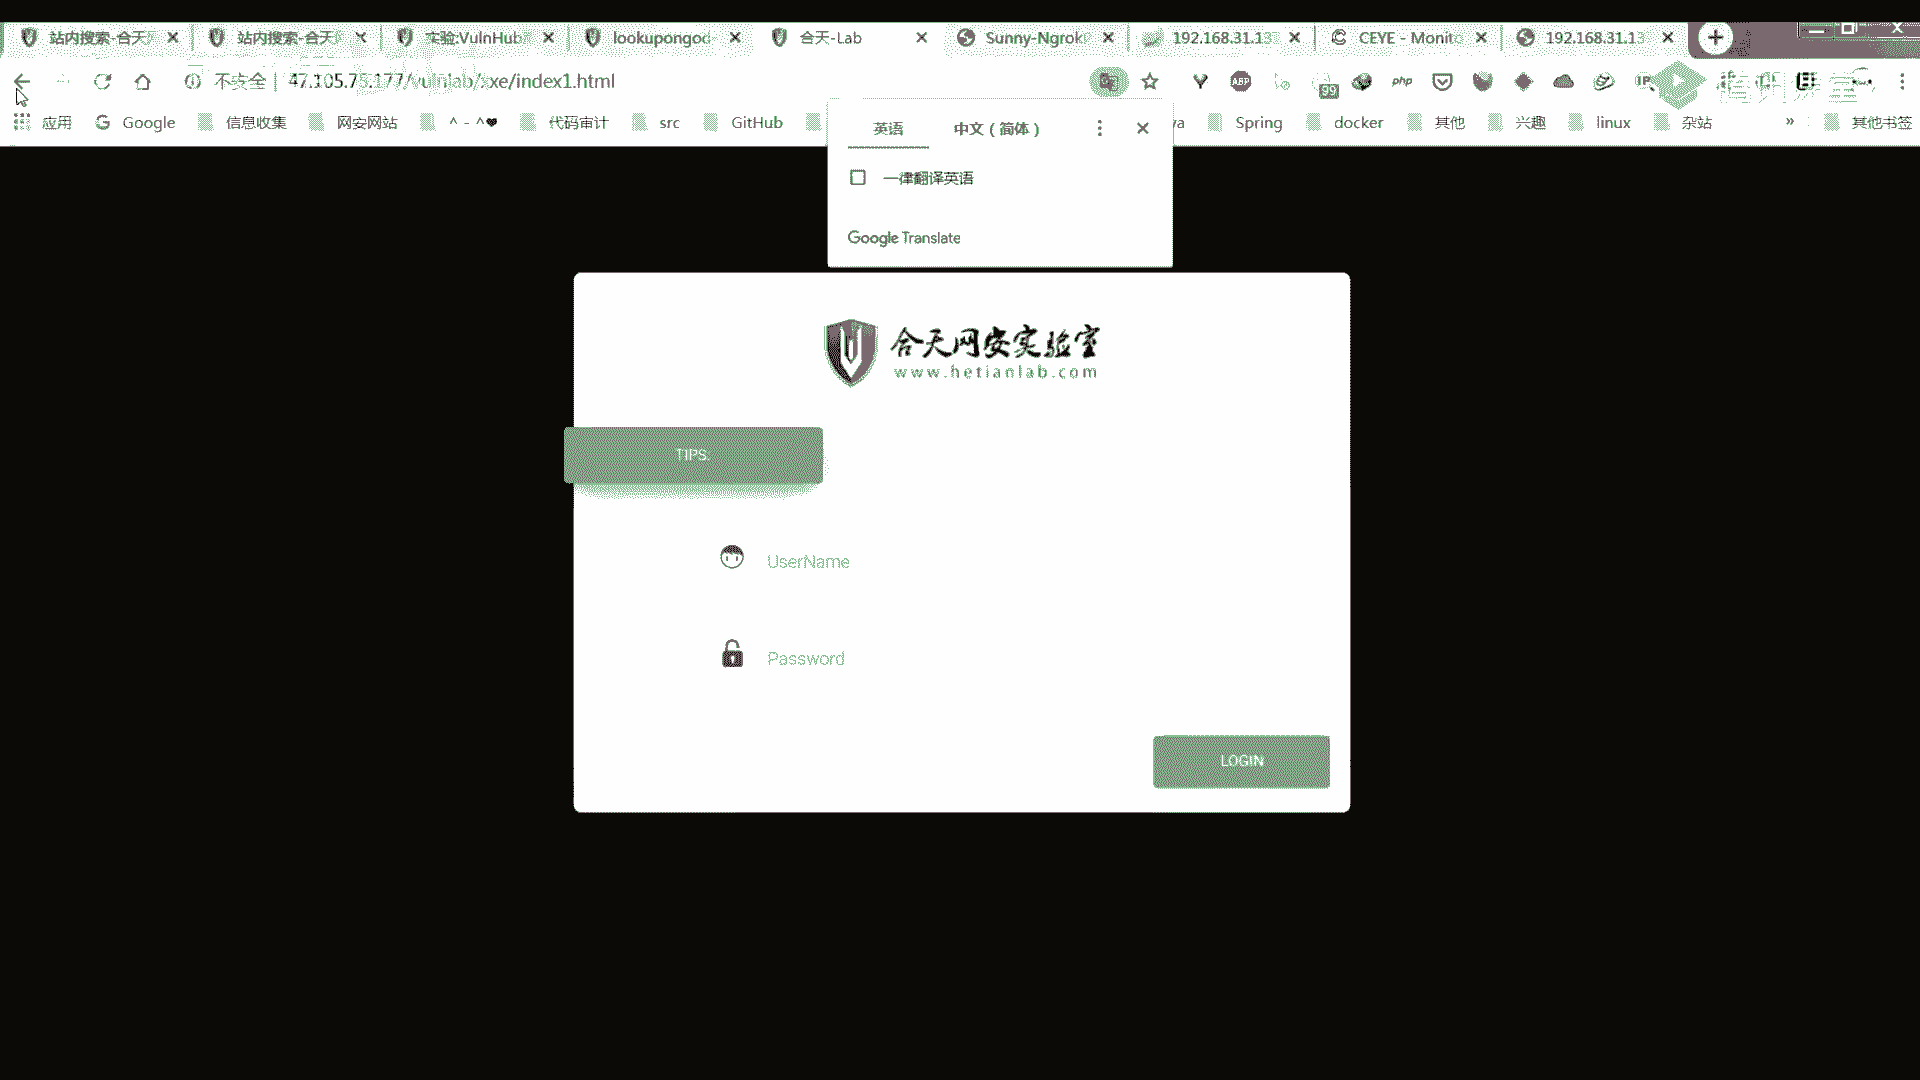 站内搜索-合天
站内搜索-合天
实验:VulnHub
lookupongod
合天-Lab
Sunny-Ngrok
192.168.31.137
CEYE - Monito
192.168.31.13
不安全
47.105.75.177/vulnlab/xxe/index1.html
ABP
99
php
IP
应用
Google
信息收集
网安网站
^ - ^❤
代码审计
src
GitHub
va
Spring
docker
其他
兴趣
linux
杂站
»
其他书签
英语
中文（简体）
一律翻译英语
Google Translate
合天网安实验室
www.hetianlab.com
TIPS:
UserName
Password
LOGIN